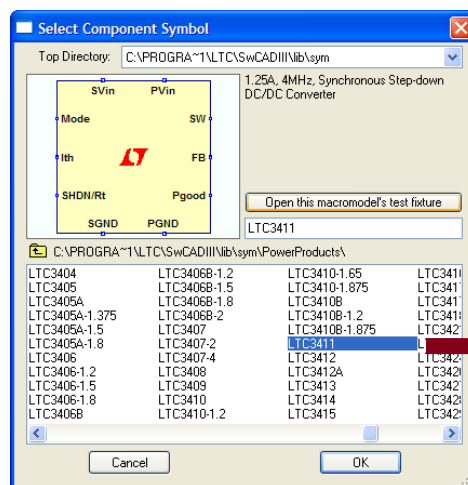 Select Component Symbol
Top Directory: C:\PROGRA~1\LTC\SwCADIII\lib\sym
SVin PVin
Mode SW
Ith FB
SHDN/Rt Pgood
SGND PGND
1.25A, 4MHz, Synchronous Step-down
DC/DC Converter
Open this macromodel's test fixture
LTC3411
C:\PROGRA~1\LTC\SwCADIII\lib\sym\PowerProducts\
LTC3404 LTC3406B-1.2 LTC3410-1.65
LTC3405 LTC3406B-1.5 LTC3410-1.875
LTC3405A LTC3406B-1.8 LTC3410B
LTC3405A-1.375 LTC3406B-2 LTC3410B-1.2
LTC3405A-1.5 LTC3407 LTC3410B-1.875
LTC3405A-1.8 LTC3407-2 LTC3411
LTC3406 LTC3407-4 LTC3412
LTC3406-1.2 LTC3408 LTC3412A
LTC3406-1.5 LTC3409 LTC3413
LTC3406-1.8 LTC3410 LTC3414
LTC3406B LTC3410-1.2 LTC3415
Cancel OK